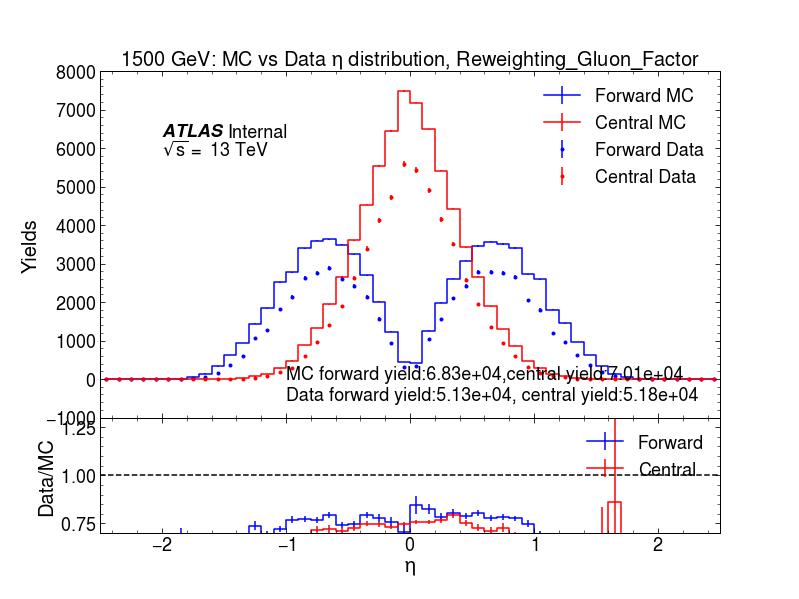 1500 GeV: MC vs Data η distribution, Reweighting_Gluon_Factor
8000
7000
6000
5000
4000
3000
2000
1000
0
−1000
Yields
ATLAS Internal
√s = 13 TeV
Forward MC
Central MC
Forward Data
Central Data
MC forward yield:6.83e+04,central yield:7.01e+04
Data forward yield:5.13e+04, central yield:5.18e+04
1.25
1.00
0.75
Data/MC
Forward
Central
−2
−1
0
1
2
η